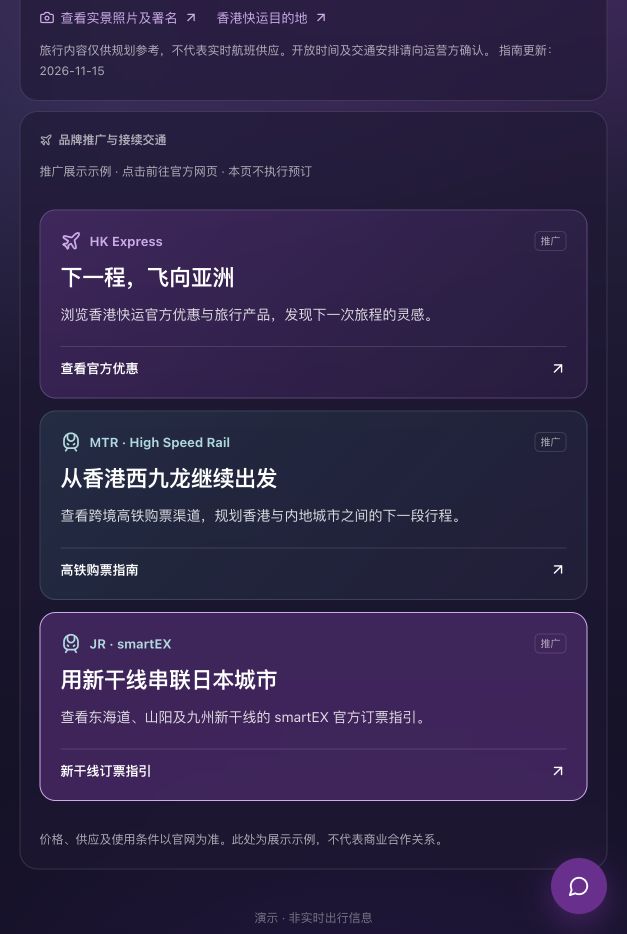 查看实景照片及署名 香港快运目的地
旅行内容仅供规划参考，不代表实时航班供应。开放时间及交通安排请向运营方确认。 指南更新：
2026-11-15
品牌推广与接续交通
推广展示示例 · 点击前往官方网页 · 本页不执行预订
HK Express 推广
下一程，飞向亚洲
浏览香港快运官方优惠与旅行产品，发现下一次旅程的灵感。
查看官方优惠
MTR · High Speed Rail 推广
从香港西九龙继续出发
查看跨境高铁购票渠道，规划香港与内地城市之间的下一段行程。
高铁购票指南
JR · smartEX 推广
用新干线串联日本城市
查看东海道、山阳及九州新干线的 smartEX 官方订票指引。
新干线订票指引
价格、供应及使用条件以官网为准。此处为展示示例，不代表商业合作关系。
演示 · 非实时出行信息